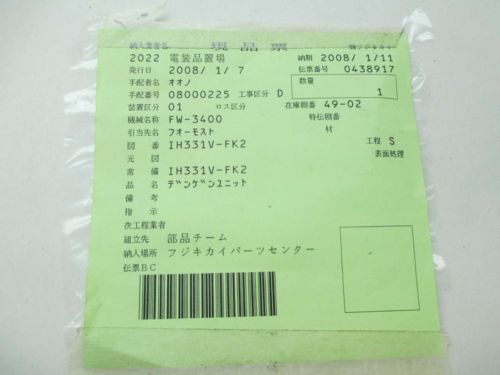 納入業者名 現品票 ㈱フジキカイ
2022 電装品置場 納期 2008/ 1/11
発行日 2008/ 1/ 7 伝票番号 0438917
手配者名 オオノ 数量
手配番号 08000225 工事区分 D 1
装置区分 01 ロス区分 在庫棚番 49-02
機械名称 FW-3400 特伝棚番
引当先名 フオーモスト 材
図番 IH331V-FK2 工程 S
元図 表面処理
常備 IH331V-FK2
品名 デンゲンユニット
備考
指示
次工程業者
組立先 部品チーム
納入場所 フジキカイパーツセンター
伝票BC